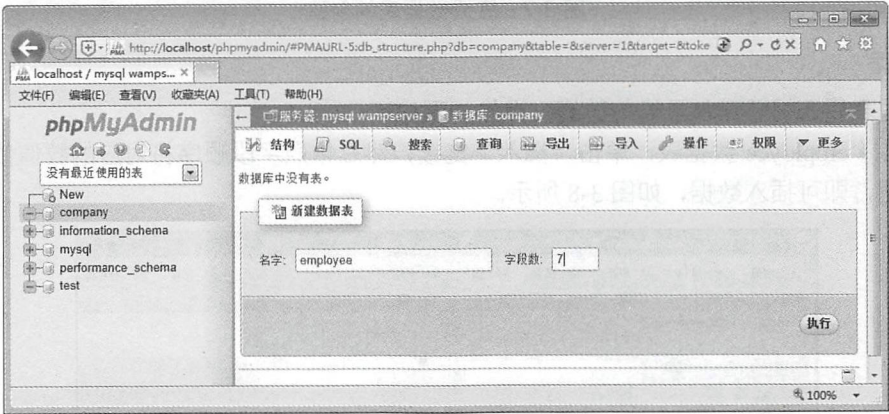 http://localhost/phpmyadmin/#PMAURL-5:db_structure.php?db=company&table=&server=1&target=&toke
localhost / mysql wamps... ×
文件(F) 编辑(E) 查看(V) 收藏夹(A) 工具(T) 帮助(H)
phpMyAdmin
没有最近使用的表
New
company
information_schema
mysql
performance_schema
test
服务器: mysql wampserver » 数据库: company
结构 SQL 搜索 查询 导出 导入 操作 权限 更多
数据库中没有表。
新建数据表
名字: employee 字段数: 7
执行
100%